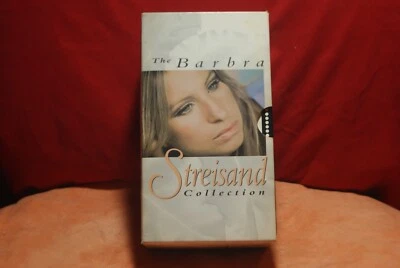 The Barbra
Streisand
Collection